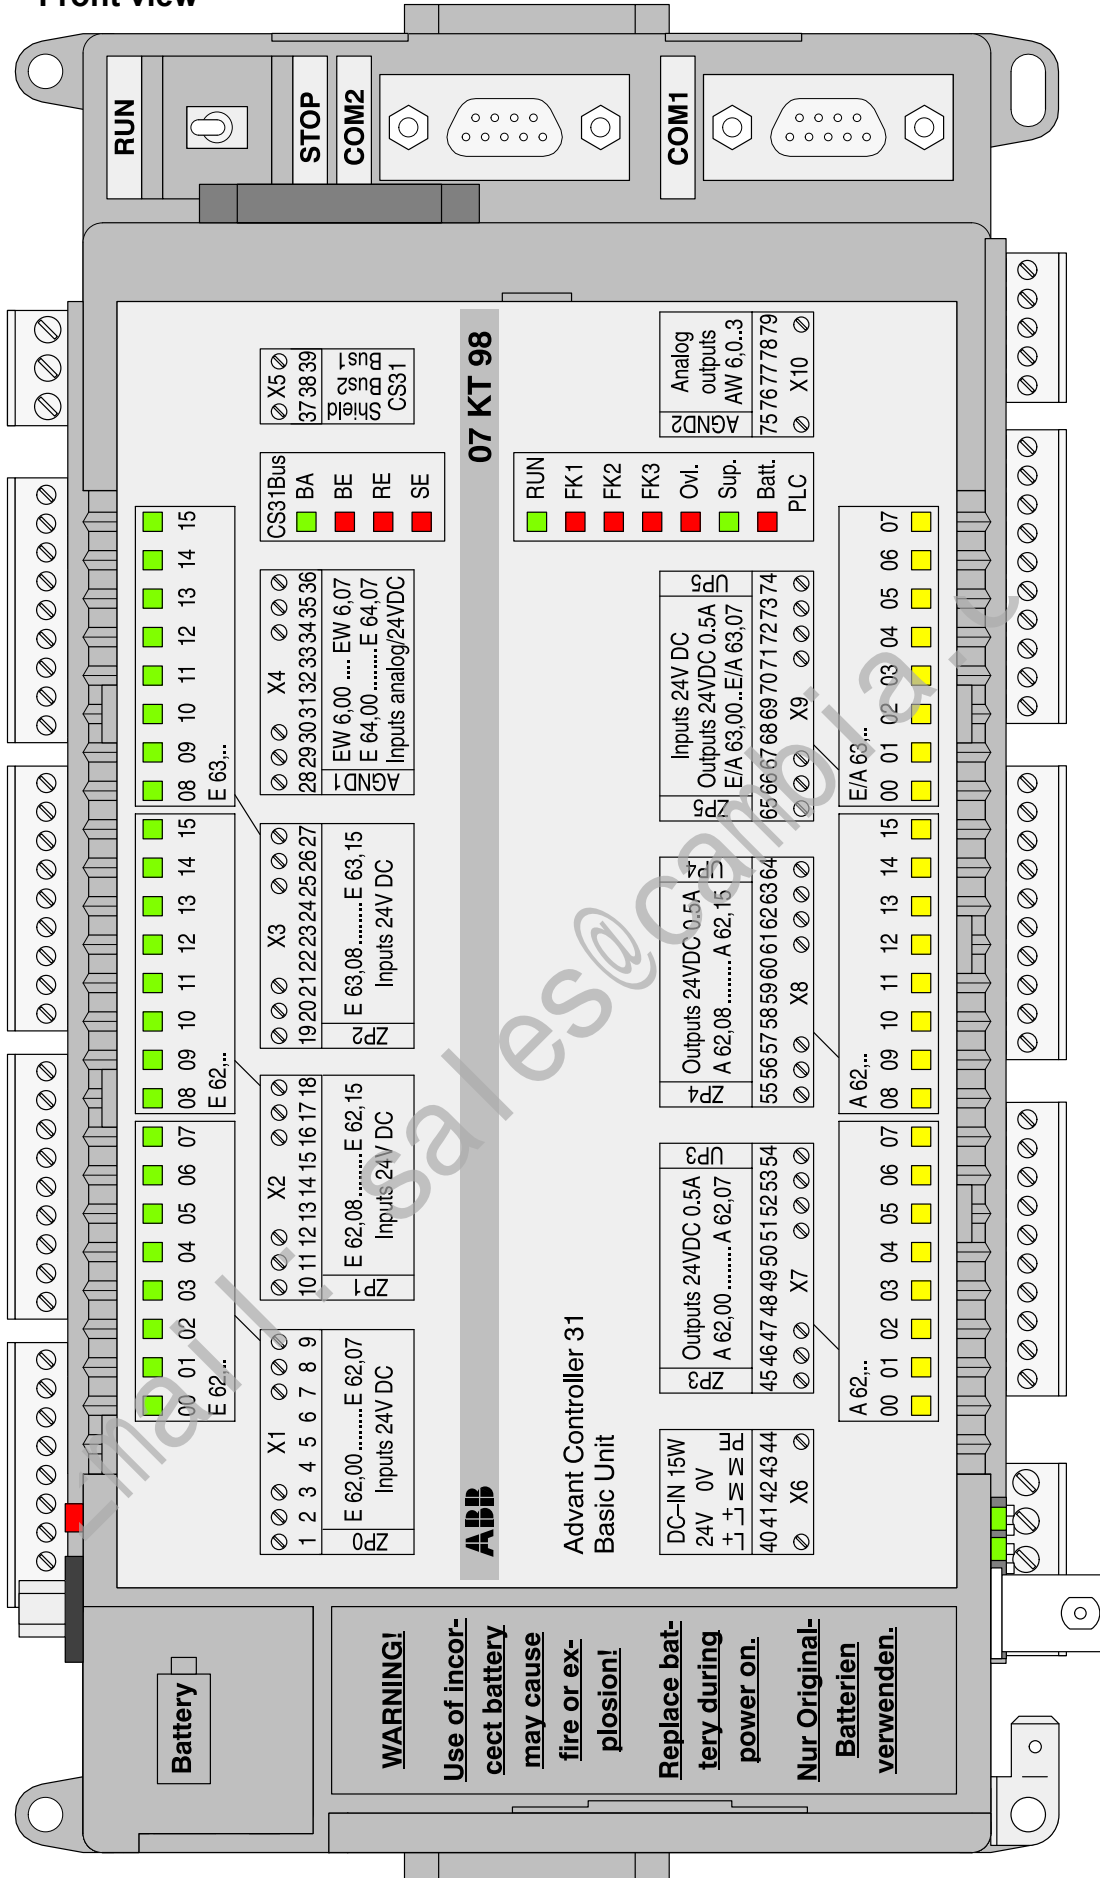 Front view
RUN
STOP
COM2
COM1
00 01 02 03 04 05 06 07
E 62,..
08 09 10 11 12 13 14 15
E 62,..
08 09 10 11 12 13 14 15
E 63,..
X1
1 2 3 4 5 6 7 8 9
ZP0
E 62,00 ......... E 62,07
Inputs 24V DC
X2
10 11 12 13 14 15 16 17 18
ZP1
E 62,08 ......... E 62,15
Inputs 24V DC
X3
19 20 21 22 23 24 25 26 27
ZP2
E 63,08 ......... E 63,15
Inputs 24V DC
X4
28 29 30 31 32 33 34 35 36
AGND1
EW 6,00 .... EW 6,07
E 64,00 ......... E 64,07
Inputs analog/24VDC
CS31Bus
BA
BE
RE
SE
X5
37 38 39
Shield
Bus2
Bus1
CS31
ABB
07 KT 98
Advant Controller 31
Basic Unit
RUN
FK1
FK2
FK3
Ovl.
Sup.
Batt.
PLC
DC–IN 15W
24V 0V
L+ L+ M M PE
40 41 42 43 44
X6
ZP3
Outputs 24VDC 0.5A
A 62,00 .......... A 62,07
UP3
45 46 47 48 49 50 51 52 53 54
X7
ZP4
Outputs 24VDC 0.5A
A 62,08 .......... A 62,15
UP4
55 56 57 58 59 60 61 62 63 64
X8
ZP5
Inputs 24V DC
Outputs 24VDC 0.5A
E/A 63,00..E/A 63,07
UP5
65 66 67 68 69 70 71 72 73 74
X9
AGND2
Analog
outputs
AW 6,0..3
75 76 77 78 79
X10
A 62,..
00 01 02 03 04 05 06 07
A 62,..
08 09 10 11 12 13 14 15
E/A 63,..
00 01 02 03 04 05 06 07
Battery
WARNING!
Use of incor-
cect battery
may cause
fire or ex-
plosion!
Replace bat-
tery during
power on.
Nur Original-
Batterien
verwenden.
mail: sales@cambia.